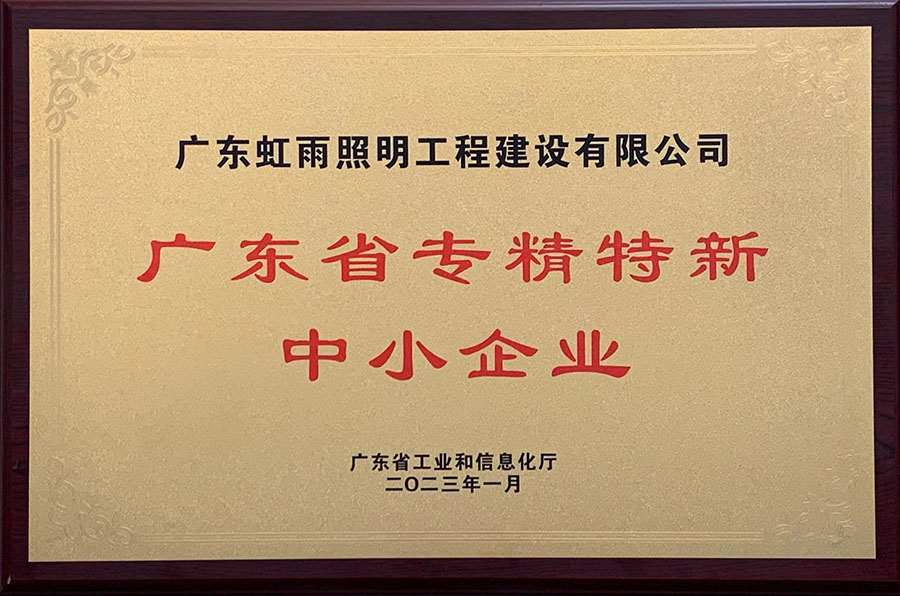 广东虹雨照明工程建设有限公司
广东省专精特新
中小企业
广东省工业和信息化厅
二〇二三年一月